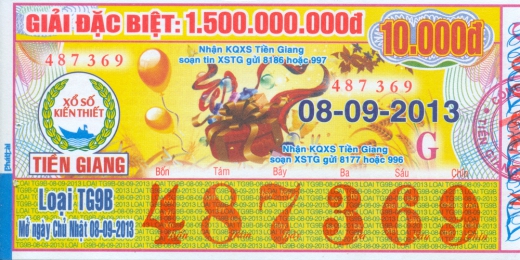 GIẢI ĐẶC BIỆT: 1.500.000.000đ
10.000đ
Nhận KQXS Tiền Giang
soạn tin XSTG gửi 8186 hoặc 997
487369
487369
XỔ SỐ
KIẾN THIẾT
TIỀN GIANG
08-09-2013
G
Nhận KQXS Tiền Giang
soạn XSTG gửi 8177 hoặc 996
Bốn Tám Bảy Ba Sáu Chín
Loại TG9B
Mở ngày Chủ Nhật 08-09-2013
487369